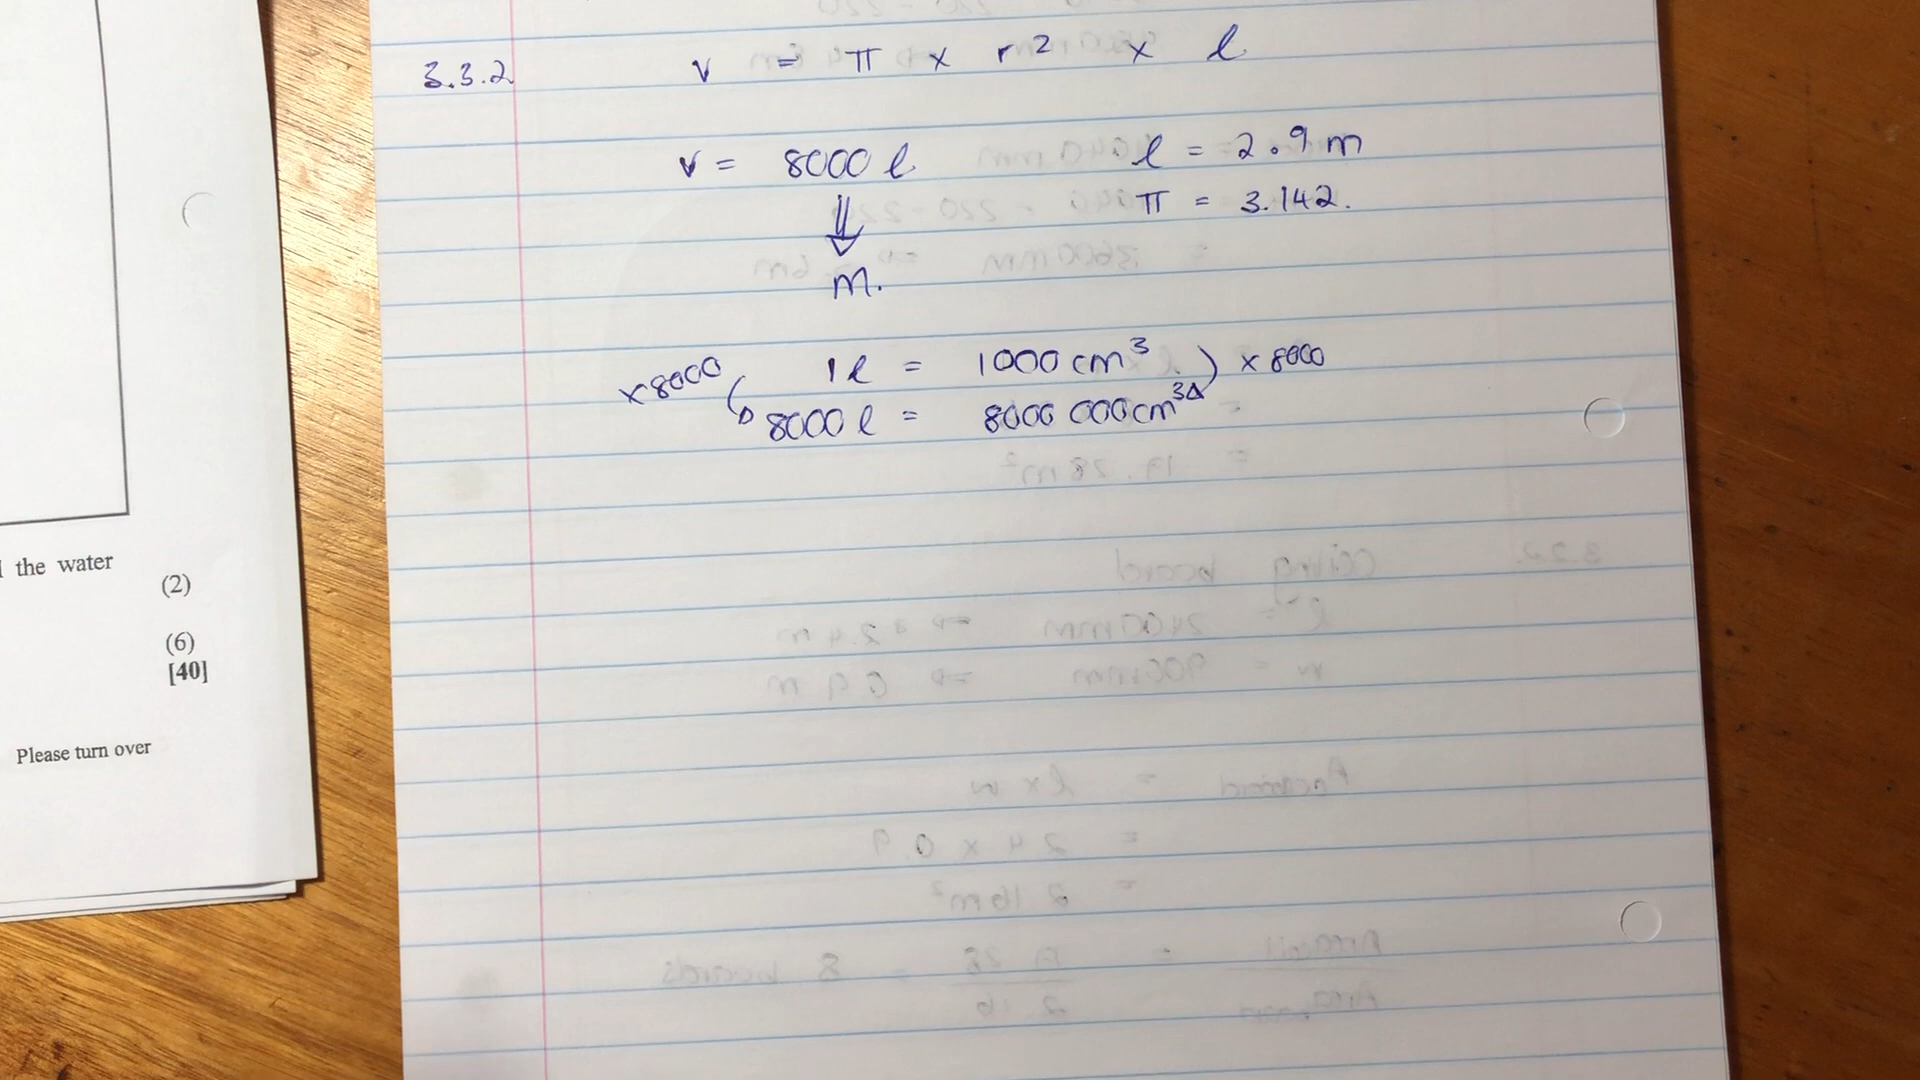 3.3.2 v = π x r² x l
v = 8000 l l = 2.9 m
π = 3.142.
m.
x8000 1 l = 1000 cm³ x 8000
8000 l = 8000 000 cm³
the water
(2)
(6)
[40]
Please turn over